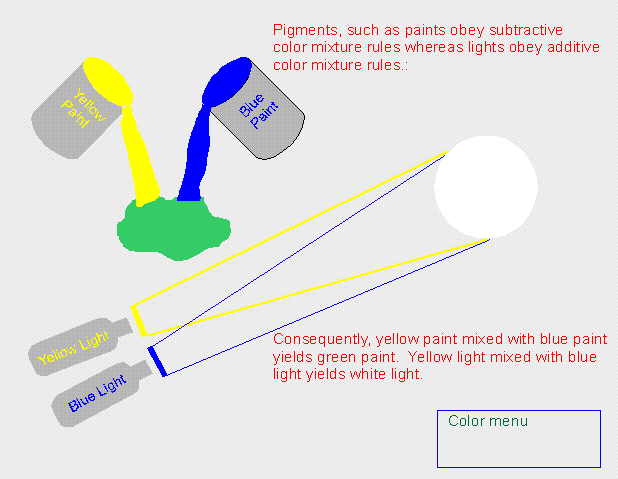 Pigments, such as paints obey subtractive
color mixture rules whereas lights obey additive
color mixture rules.:
Yellow
Paint
Blue
Paint
Yellow Light
Blue Light
Consequently, yellow paint mixed with blue paint
yields green paint.  Yellow light mixed with blue
light yields white light.
Color menu